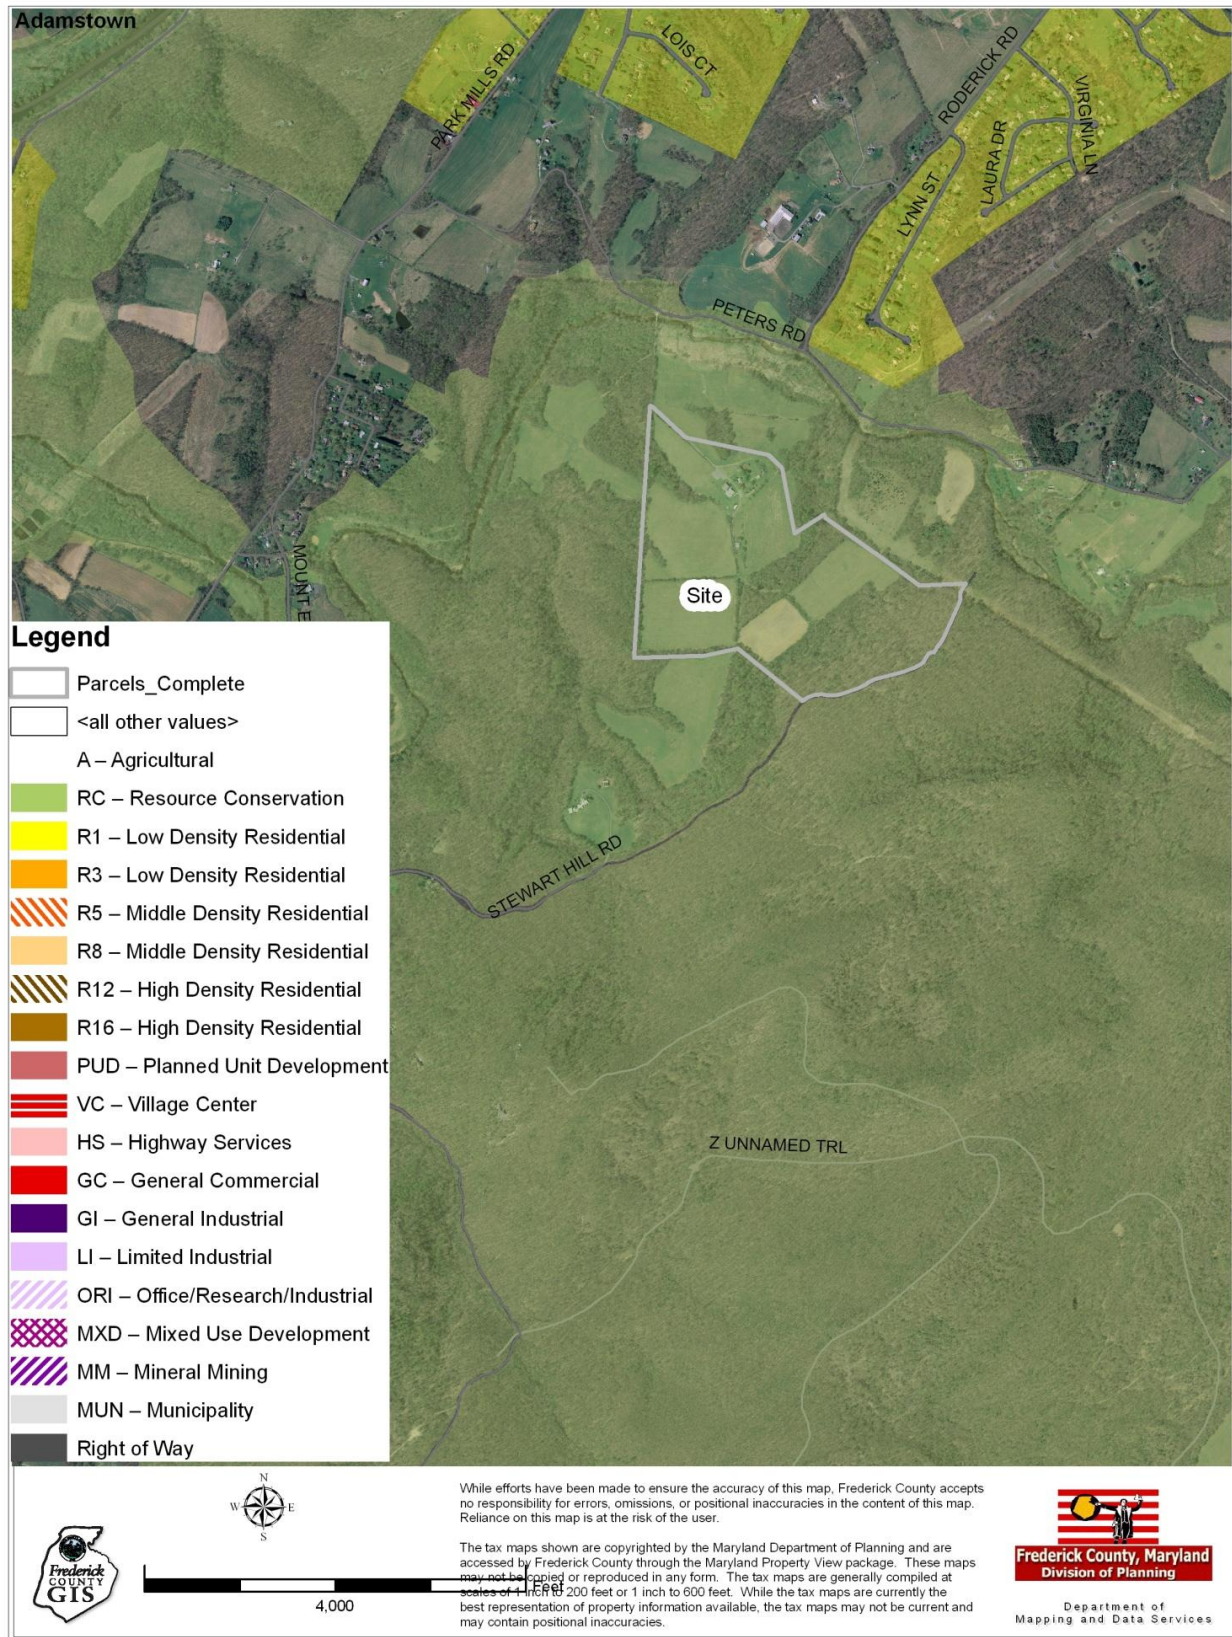 Adamstown
PARK MILLS RD
LOIS CT
RODERICK RD
VIRGINIA LN
LAURA DR
LYNN ST
PETERS RD
MOUNT E
Site
STEWART HILL RD
Z UNNAMED TRL
Legend
Parcels_Complete
<all other values>
A – Agricultural
RC – Resource Conservation
R1 – Low Density Residential
R3 – Low Density Residential
R5 – Middle Density Residential
R8 – Middle Density Residential
R12 – High Density Residential
R16 – High Density Residential
PUD – Planned Unit Development
VC – Village Center
HS – Highway Services
GC – General Commercial
GI – General Industrial
LI – Limited Industrial
ORI – Office/Research/Industrial
MXD – Mixed Use Development
MM – Mineral Mining
MUN – Municipality
Right of Way
N
W
E
S
Frederick
COUNTY
GIS
Feet
4,000
While efforts have been made to ensure the accuracy of this map, Frederick County accepts
no responsibility for errors, omissions, or positional inaccuracies in the content of this map.
Reliance on this map is at the risk of the user.
The tax maps shown are copyrighted by the Maryland Department of Planning and are
accessed by Frederick County through the Maryland Property View package. These maps
may not be copied or reproduced in any form. The tax maps are generally compiled at
scales of 1 inch to 200 feet or 1 inch to 600 feet. While the tax maps are currently the
best representation of property information available, the tax maps may not be current and
may contain positional inaccuracies.
Frederick County, Maryland
Division of Planning
Department of
Mapping and Data Services